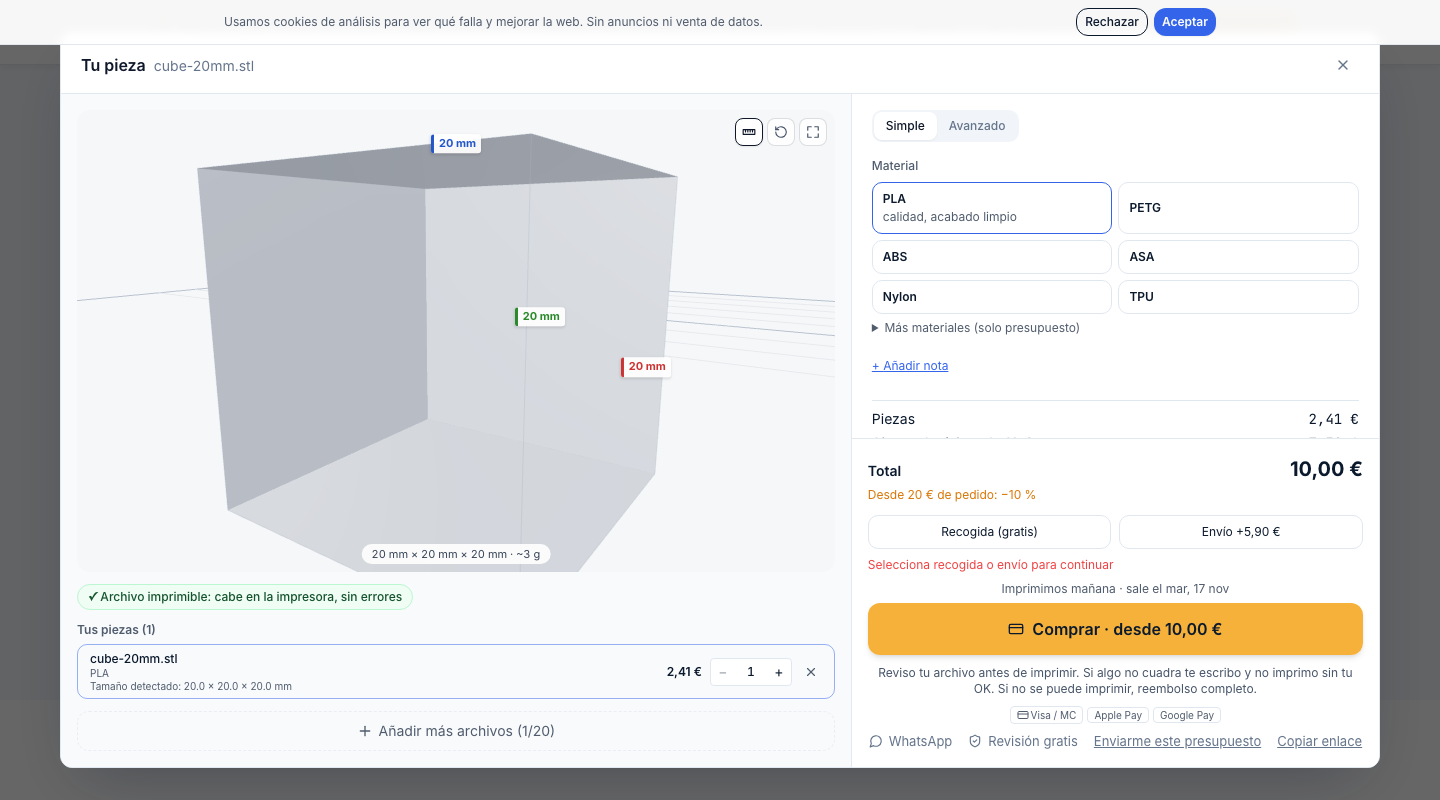 Usamos cookies de análisis para ver qué falla y mejorar la web. Sin anuncios ni venta de datos.
Rechazar
Aceptar
Tu pieza cube-20mm.stl
20 mm
20 mm
20 mm
20 mm × 20 mm × 20 mm · ~3 g
✓ Archivo imprimible: cabe en la impresora, sin errores
Tus piezas (1)
cube-20mm.stl
PLA
Tamaño detectado: 20.0 × 20.0 × 20.0 mm
2,41 €
− 1 +
+ Añadir más archivos (1/20)
Simple
Avanzado
Material
PLA
calidad, acabado limpio
PETG
ABS
ASA
Nylon
TPU
Más materiales (solo presupuesto)
+ Añadir nota
Piezas 2,41 €
Total 10,00 €
Desde 20 € de pedido: −10 %
Recogida (gratis)
Envío +5,90 €
Selecciona recogida o envío para continuar
Imprimimos mañana · sale el mar, 17 nov
Comprar · desde 10,00 €
Reviso tu archivo antes de imprimir. Si algo no cuadra te escribo y no imprimo sin tu
OK. Si no se puede imprimir, reembolso completo.
Visa / MC
Apple Pay
Google Pay
WhatsApp
Revisión gratis
Enviarme este presupuesto
Copiar enlace